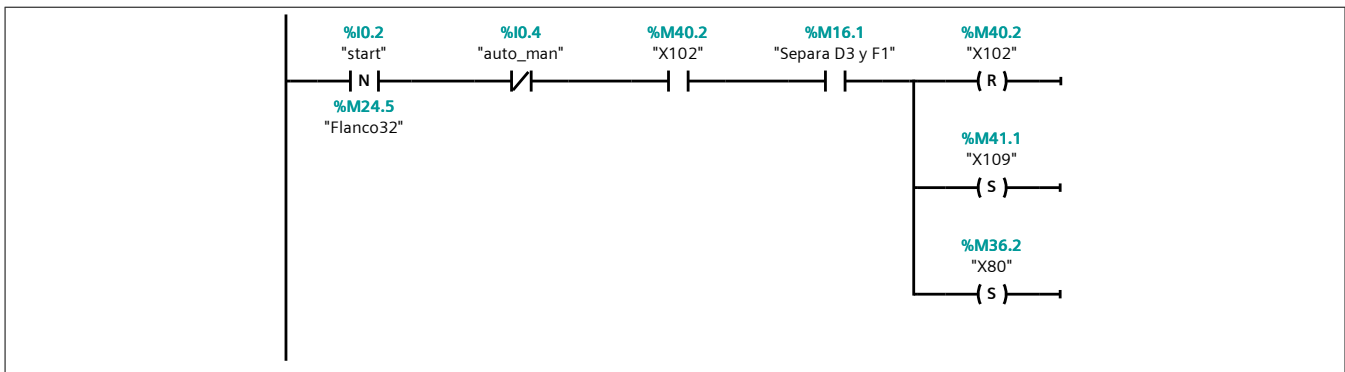 %I0.2
"start"
N
%M24.5
"Flanco32"
%I0.4
"auto_man"
%M40.2
"X102"
%M16.1
"Separa D3 y F1"
%M40.2
"X102"
R
%M41.1
"X109"
S
%M36.2
"X80"
S